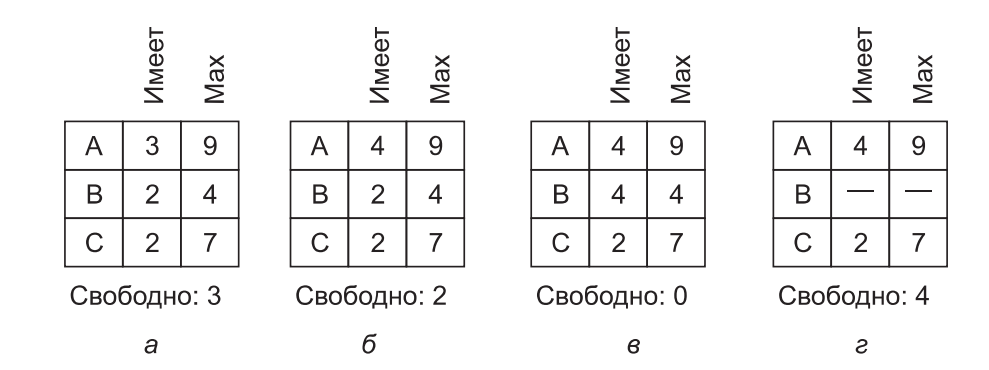 Имеет Max Имеет Max Имеет Max Имеет Max
A 3 9 A 4 9 A 4 9 A 4 9
B 2 4 B 2 4 B 4 4 B — —
C 2 7 C 2 7 C 2 7 C 2 7
Свободно: 3 Свободно: 2 Свободно: 0 Свободно: 4
а б в г